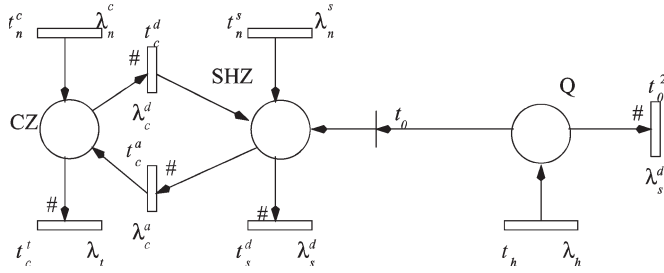 t_n^c λ_n^c
t_c^d
t_n^s λ_n^s
#
SHZ
Q
t_0^2
#
CZ
λ_c^d
t_0
t_c^a
#
λ_s^d
#
λ_c^a
#
t_c^t λ_t
t_s^d λ_s^d
t_h λ_h